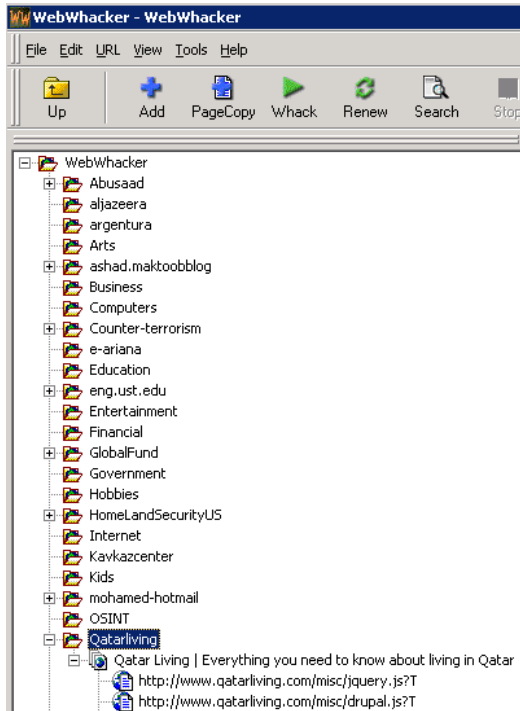 WebWhacker - WebWhacker
File Edit URL View Tools Help
Up Add PageCopy Whack Renew Search Stop
WebWhacker
Abusaad
aljazeera
argentura
Arts
ashad.maktoobblog
Business
Computers
Counter-terrorism
e-ariana
Education
eng.ust.edu
Entertainment
Financial
GlobalFund
Government
Hobbies
HomeLandSecurityUS
Internet
Kavkazcenter
Kids
mohamed-hotmail
OSINT
Qatarliving
Qatar Living | Everything you need to know about living in Qatar
http://www.qatarliving.com/misc/jquery.js?T
http://www.qatarliving.com/misc/drupal.js?T